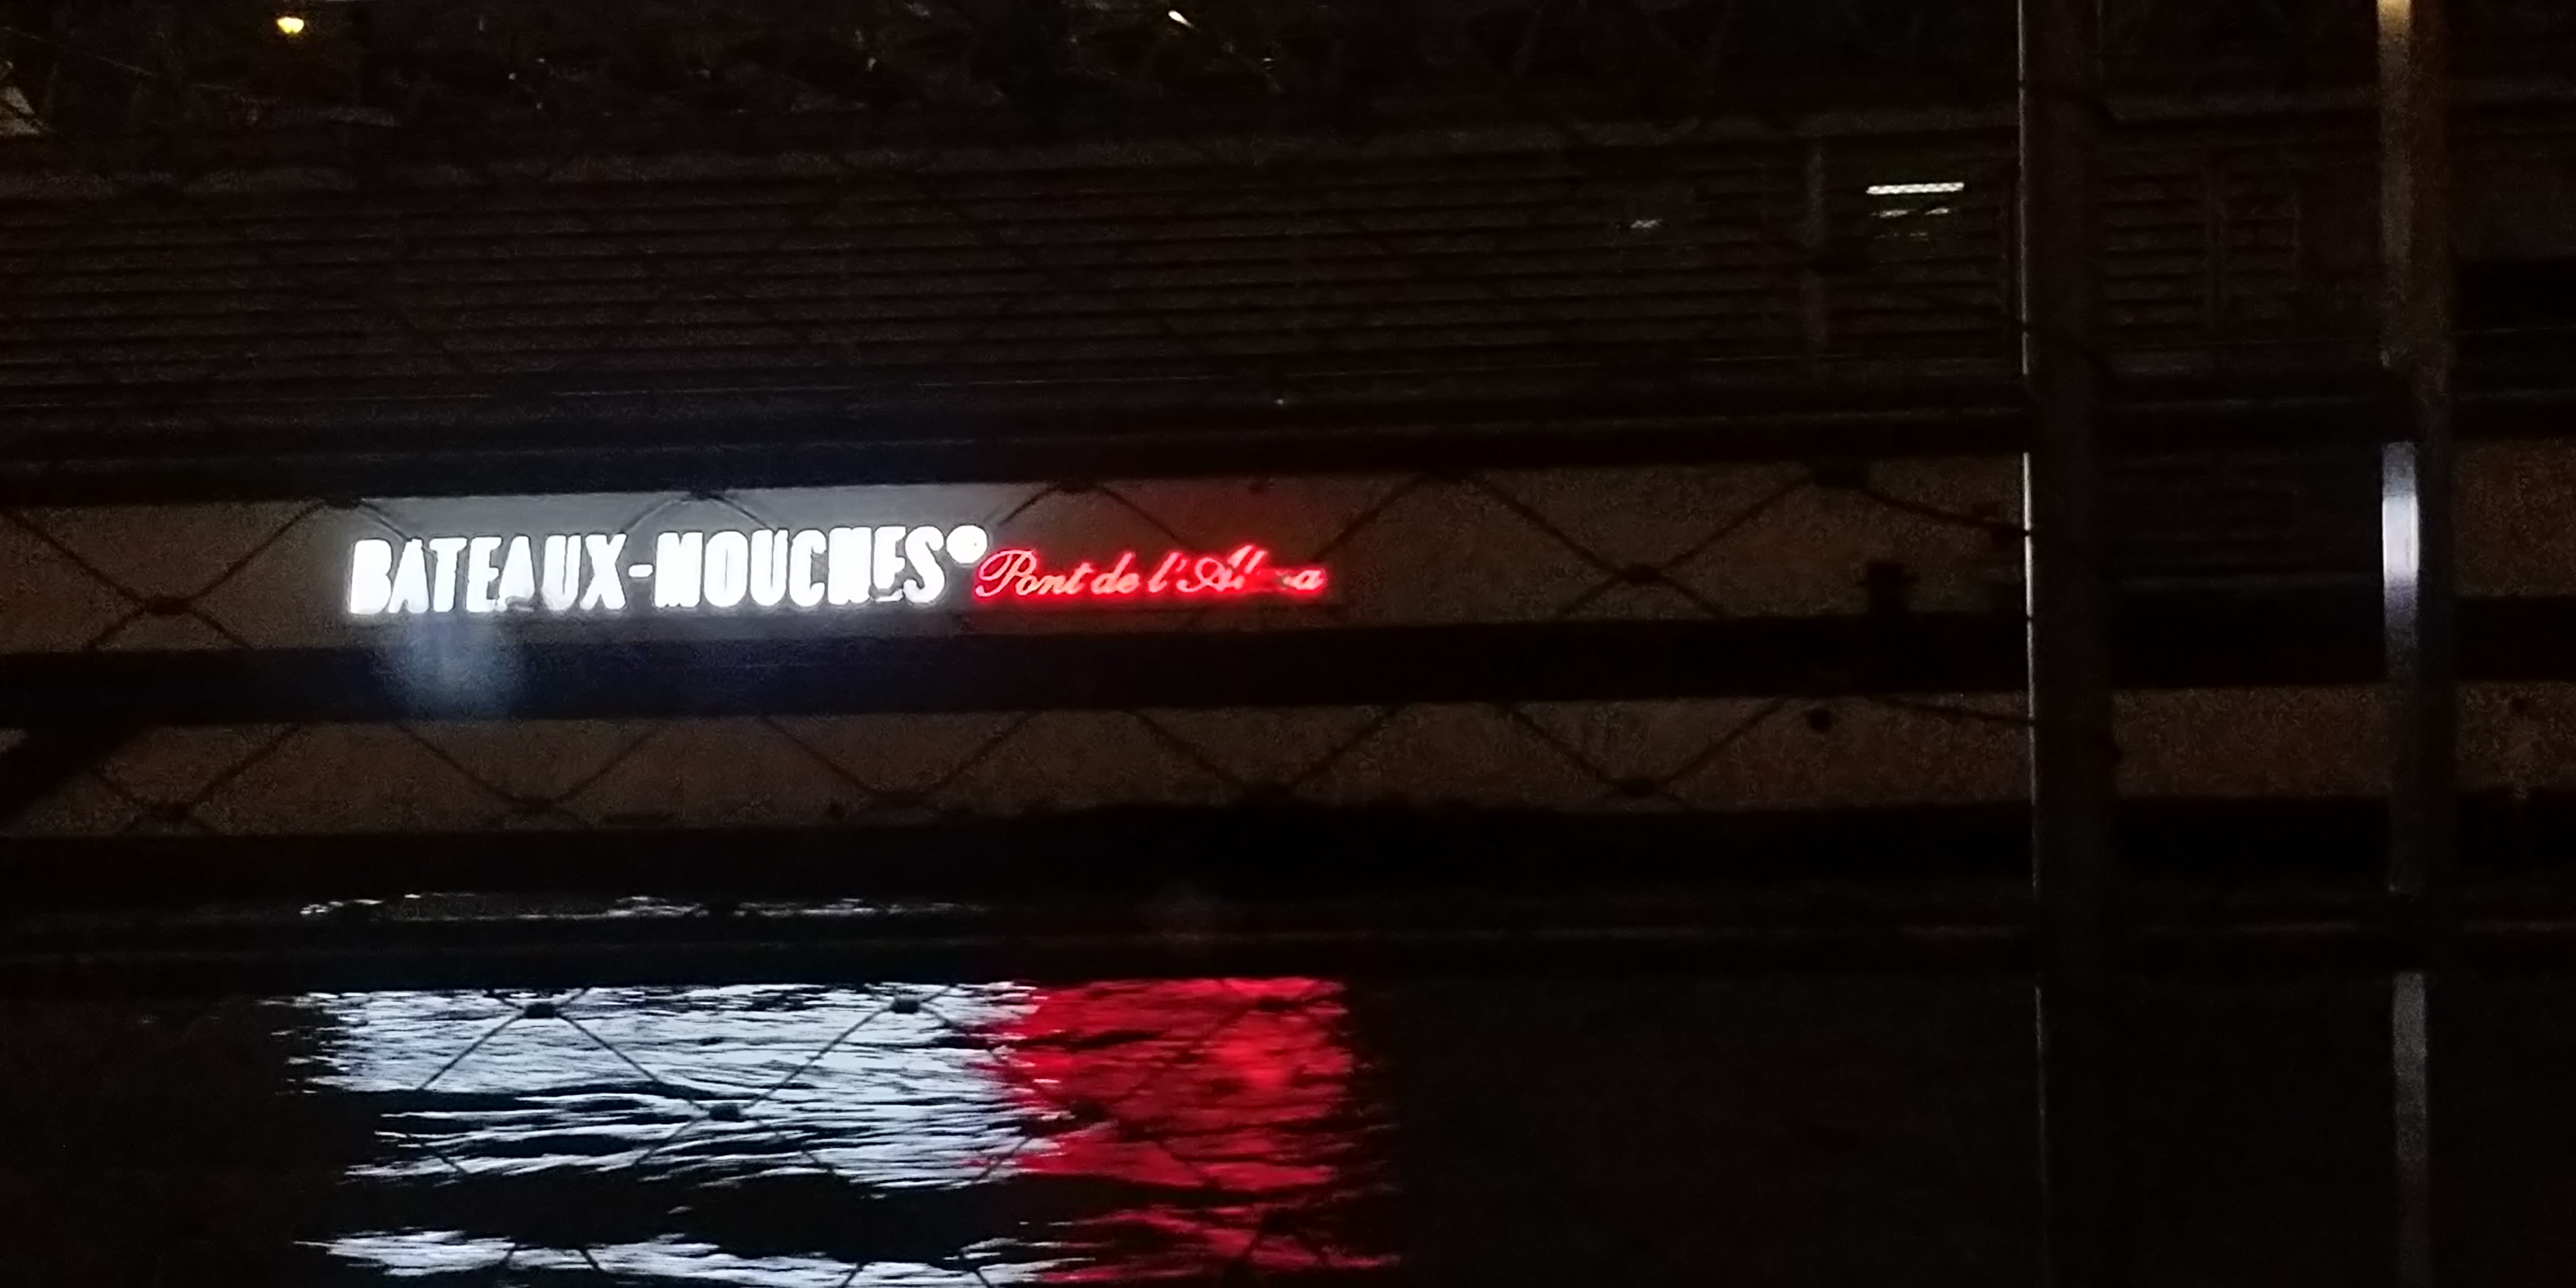 BATEAUX-MOUCHES® Pont de l'Alma